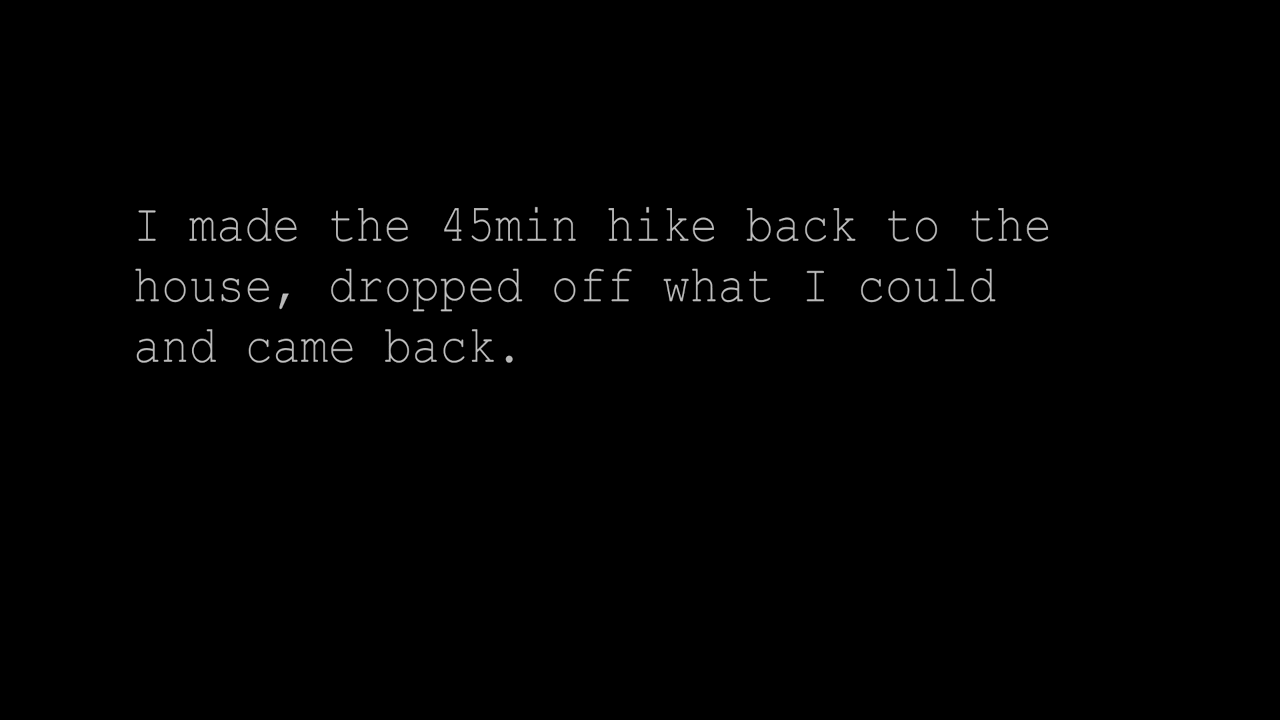 I made the 45min hike back to the
house, dropped off what I could
and came back.